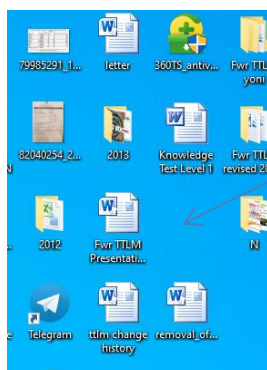 79985291_1...
letter
360TS_antiv...
Fwr TTL
yoni
82040254_2...
2013
Knowledge
Test Level 1
Fwr TTL
revised 20
N
2012
Fwr TTLM
Presentati...
N
Telegram
ttlm change
history
removal_of...